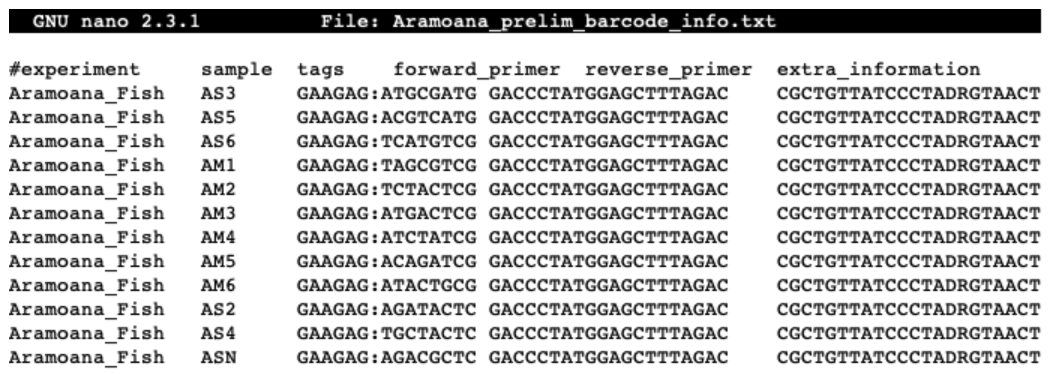 GNU nano 2.3.1 File: Aramoana_prelim_barcode_info.txt
#experiment sample tags forward_primer reverse_primer extra_information
Aramoana_Fish AS3 GAAGAG:ATGCGATG GACCCTATGGAGCTTTAGAC CGCTGTTATCCCTADRGTAACT
Aramoana_Fish AS5 GAAGAG:ACGTCATG GACCCTATGGAGCTTTAGAC CGCTGTTATCCCTADRGTAACT
Aramoana_Fish AS6 GAAGAG:TCATGTCG GACCCTATGGAGCTTTAGAC CGCTGTTATCCCTADRGTAACT
Aramoana_Fish AM1 GAAGAG:TAGCGTCG GACCCTATGGAGCTTTAGAC CGCTGTTATCCCTADRGTAACT
Aramoana_Fish AM2 GAAGAG:TCTACTCG GACCCTATGGAGCTTTAGAC CGCTGTTATCCCTADRGTAACT
Aramoana_Fish AM3 GAAGAG:ATGACTCG GACCCTATGGAGCTTTAGAC CGCTGTTATCCCTADRGTAACT
Aramoana_Fish AM4 GAAGAG:ATCTATCG GACCCTATGGAGCTTTAGAC CGCTGTTATCCCTADRGTAACT
Aramoana_Fish AM5 GAAGAG:ACAGATCG GACCCTATGGAGCTTTAGAC CGCTGTTATCCCTADRGTAACT
Aramoana_Fish AM6 GAAGAG:ATACTGCG GACCCTATGGAGCTTTAGAC CGCTGTTATCCCTADRGTAACT
Aramoana_Fish AS2 GAAGAG:AGATACTC GACCCTATGGAGCTTTAGAC CGCTGTTATCCCTADRGTAACT
Aramoana_Fish AS4 GAAGAG:TGCTACTC GACCCTATGGAGCTTTAGAC CGCTGTTATCCCTADRGTAACT
Aramoana_Fish ASN GAAGAG:AGACGCTC GACCCTATGGAGCTTTAGAC CGCTGTTATCCCTADRGTAACT